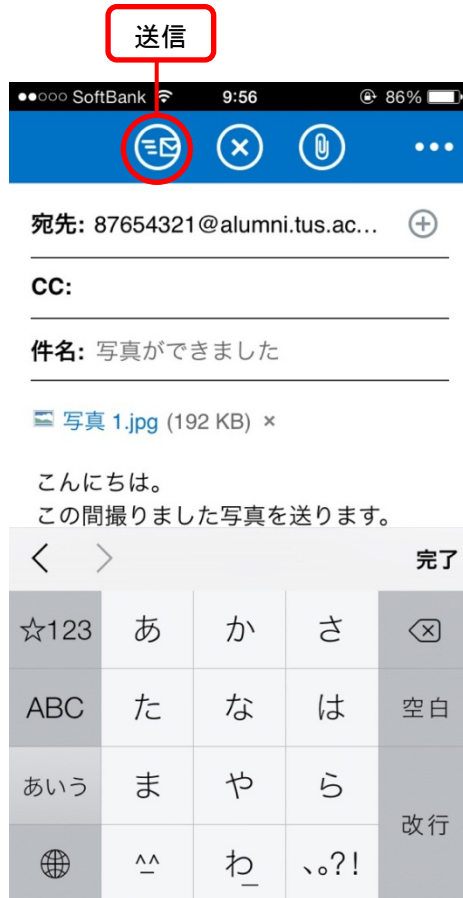 送信
●●○○○ SoftBank 9:56 86%
宛先: 87654321@alumni.tus.ac...
CC:
件名: 写真ができました
写真 1.jpg (192 KB) ×
こんにちは。
この間撮りました写真を送ります。
完了
☆123 あ か さ
ABC た な は 空白
あいう ま や ら
改行
^_^ わ_ 、。?!